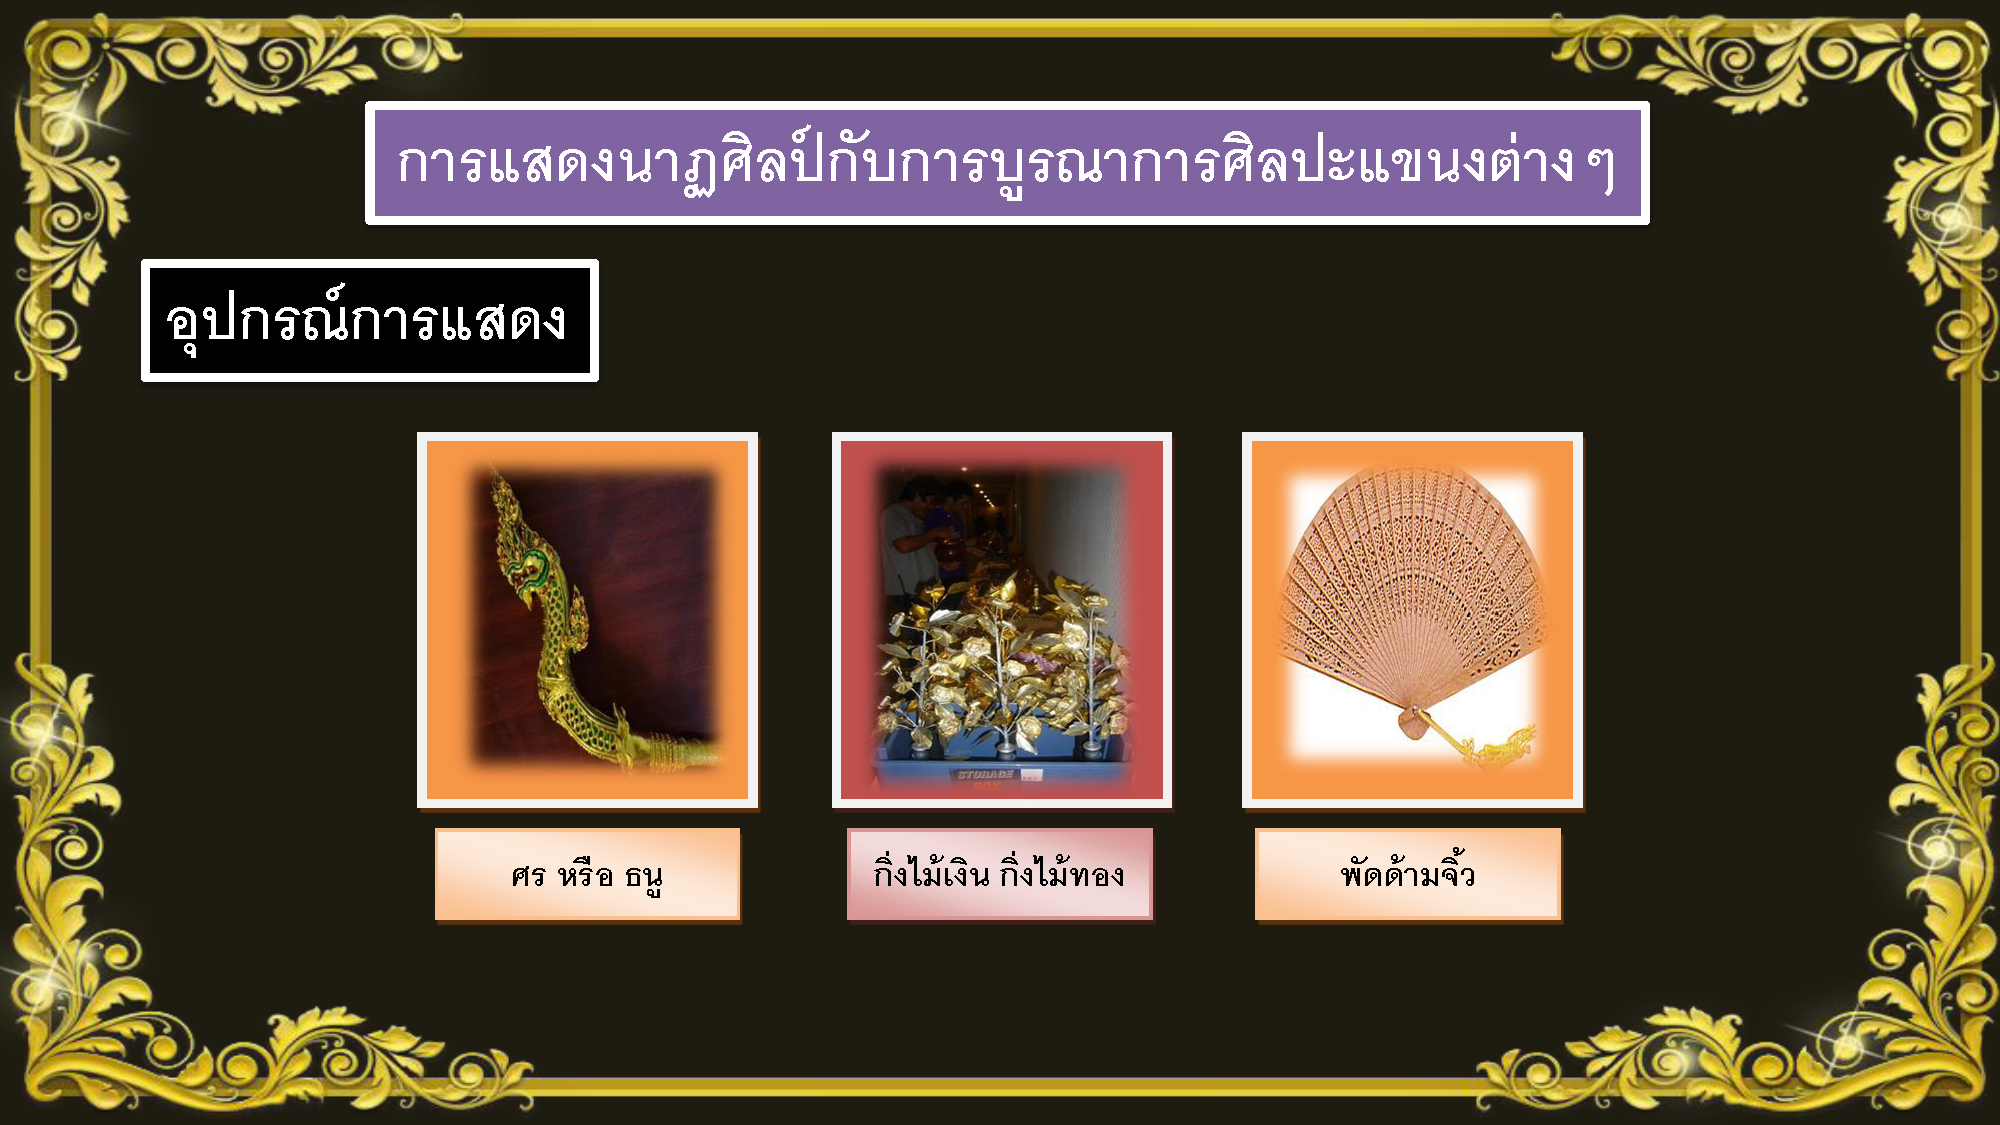 การแสดงนาฏศิลป์กับการบูรณาการศิลปะแขนงต่าง ๆ
อุปกรณ์การแสดง
STORAGE
BOX
ศร หรือ ธนู
กิ่งไม้เงิน กิ่งไม้ทอง
พัดด้ามจิ้ว